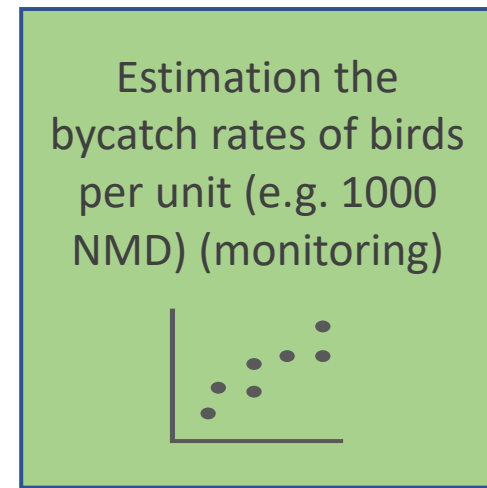 Estimation the
bycatch rates of birds
per unit (e.g. 1000
NMD) (monitoring)